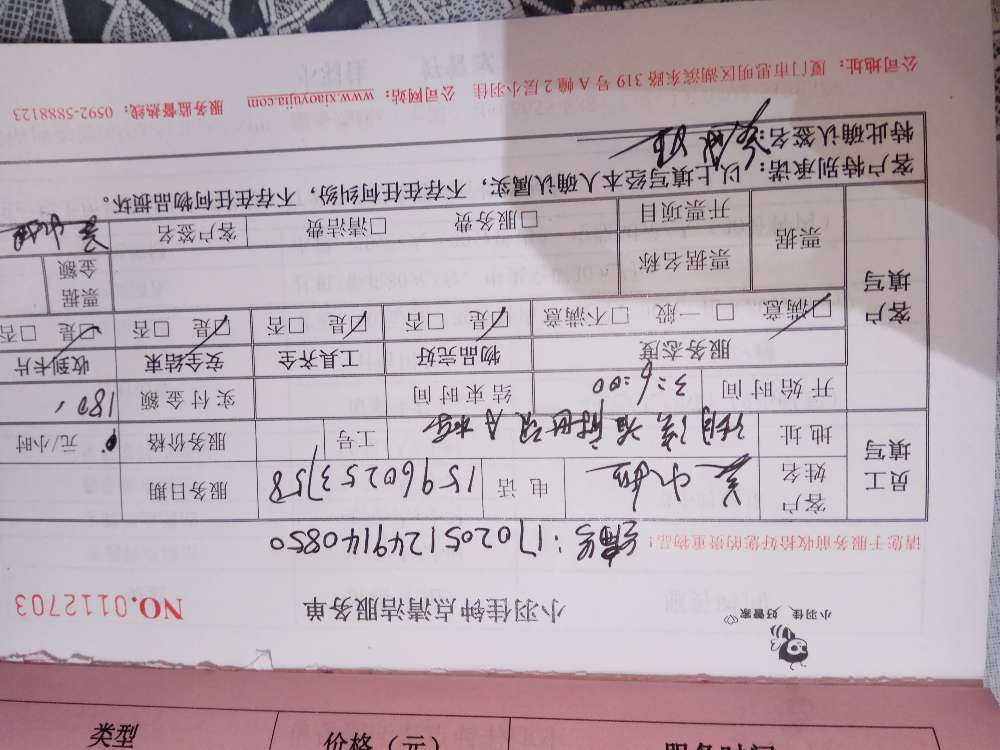 小羽佳,好管家
小羽佳钟点清洁服务单
NO.0112703
请您于服务前收拾好您的贵重物品!
编号:17020512491140850
员工填写
客户姓名
电话 15960253758
服务日期
地址
工号
服务价格 元/小时
客户填写
开始时间 3:6:00
结束时间
实付金额 180
服务态度 物品完好 工具齐全 安全结束 收到卡片
☑满意 □一般 □不满意 ☑是 □否 ☑是 □否 ☑是 □否 ☑是 □否
票据
票据名称
票据金额
开票项目 □服务费 □清洁费 客户签名
客户特别承诺:以上填写经本人确认属实,不存在任何纠纷,不存在任何物品损坏。
特此确认签名:
公司地址:厦门市思明区湖滨东路 319 号 A 幢 2 层小羽佳 公司网站:www.xiaoyujia.com 服务监督热线:0592-5888123
类型 价格(元) 服务时间